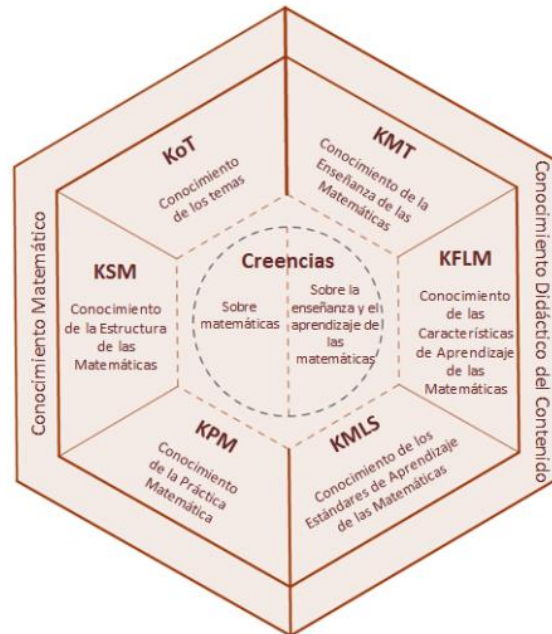 KoT
Conocimiento
de los temas
KMT
Conocimiento de la
Enseñanza de las
Matemáticas
Conocimiento Matemático
KSM
Conocimiento
de la Estructura
de las
Matemáticas
Creencias
Sobre
matemáticas
Sobre la
enseñanza y el
aprendizaje de
las
matemáticas
KFLM
Conocimiento
de las
Características
de Aprendizaje
de las
Matemáticas
Conocimiento Didáctico del Contenido
KPM
Conocimiento
de la Práctica
Matemática
KMLS
Conocimiento de los
Estándares de Aprendizaje
de las Matemáticas